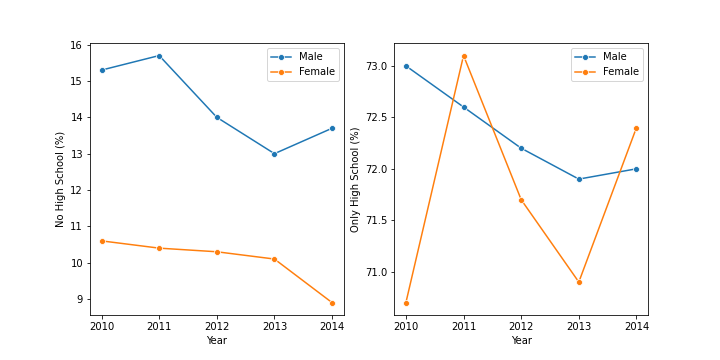 16
15
14
13
12
11
10
9
No High School (%)
2010 2011 2012 2013 2014
Year
Male
Female
73.0
72.5
72.0
71.5
71.0
Only High School (%)
2010 2011 2012 2013 2014
Year
Male
Female